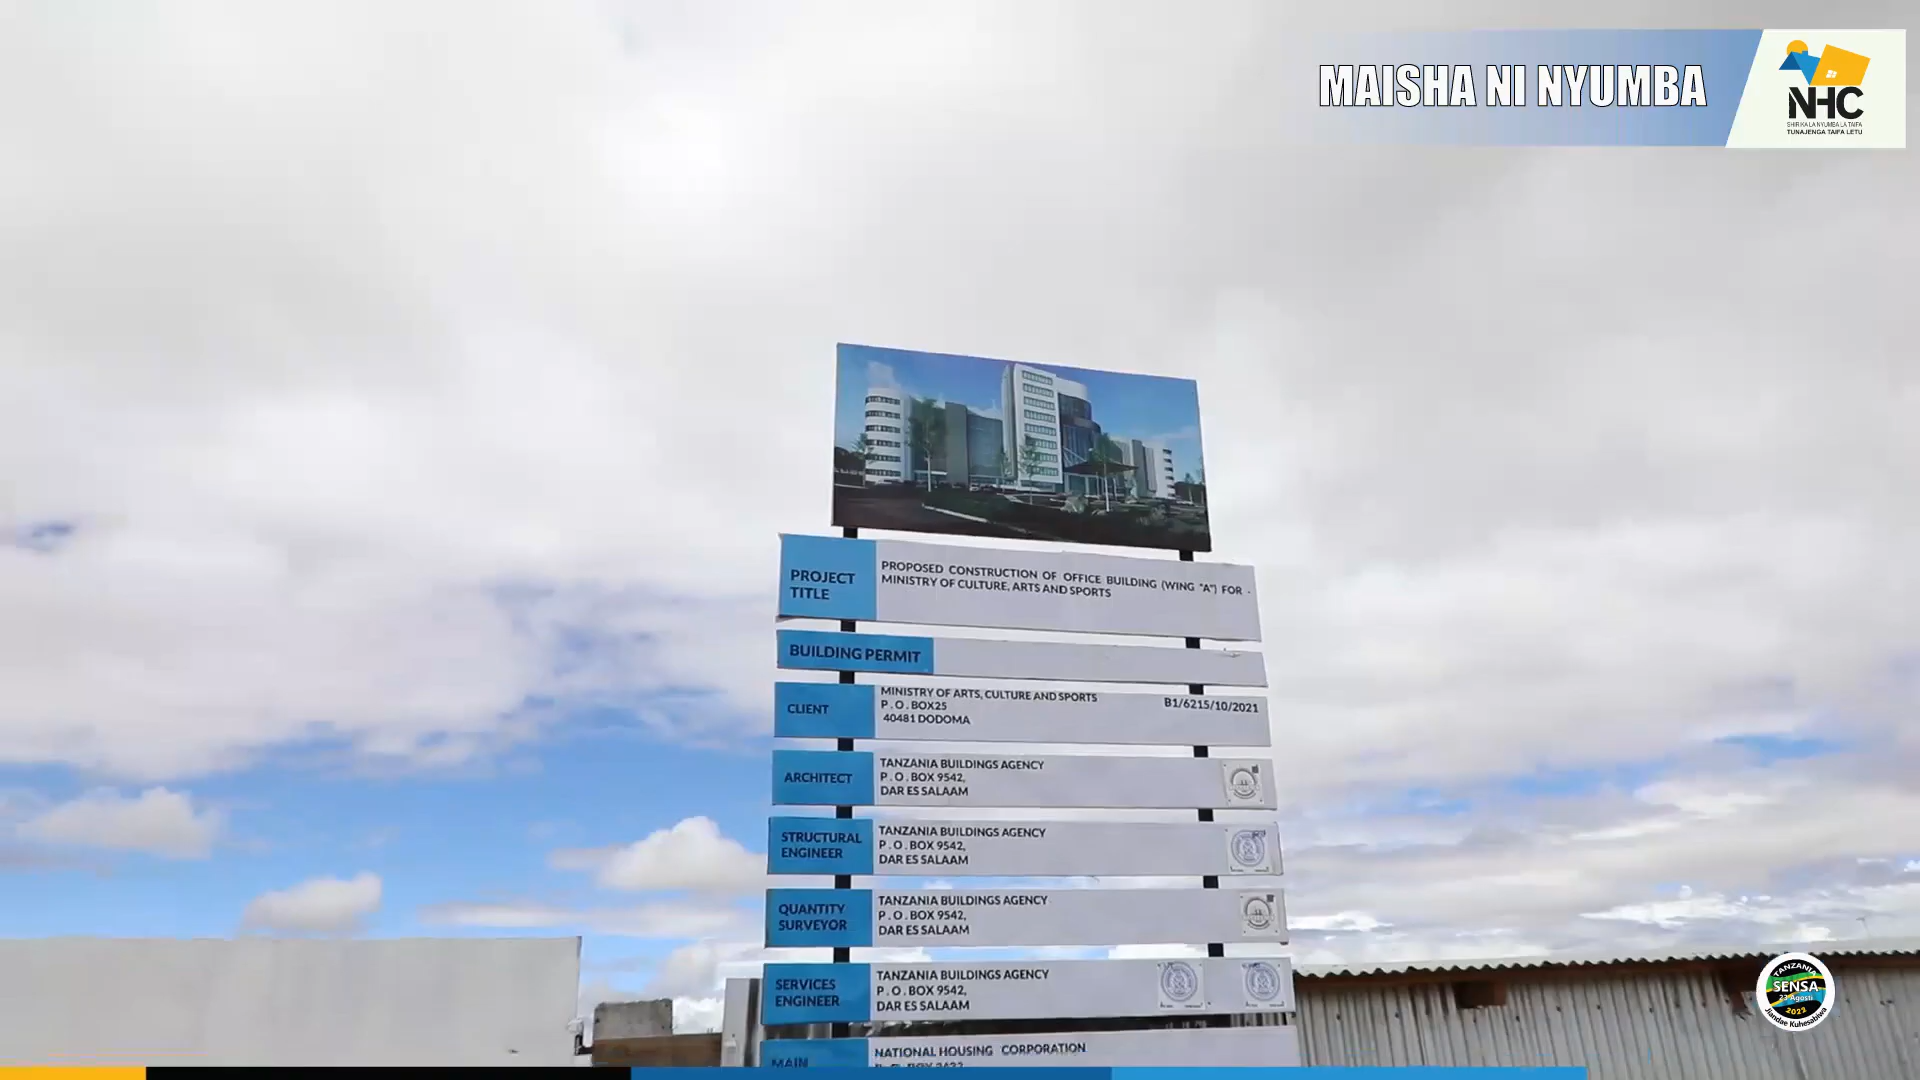 MAISHA NI NYUMBA
NHC
SHIRIKA LA NYUMBA LA TAIFA
TUNAJENGA TAIFA LETU
PROJECT TITLE
PROPOSED CONSTRUCTION OF OFFICE BUILDING (WING "A") FOR -
MINISTRY OF CULTURE, ARTS AND SPORTS
BUILDING PERMIT
CLIENT
MINISTRY OF ARTS, CULTURE AND SPORTS
P.O.BOX25
40481 DODOMA
B1/6215/10/2021
ARCHITECT
TANZANIA BUILDINGS AGENCY
P.O.BOX 9542,
DAR ES SALAAM
STRUCTURAL
ENGINEER
TANZANIA BUILDINGS AGENCY
P.O.BOX 9542,
DAR ES SALAAM
QUANTITY
SURVEYOR
TANZANIA BUILDINGS AGENCY
P.O.BOX 9542,
DAR ES SALAAM
SERVICES
ENGINEER
TANZANIA BUILDINGS AGENCY
P.O.BOX 9542,
DAR ES SALAAM
MAIN
NATIONAL HOUSING CORPORATION
TANZANIA
SENSA
23 Agosti
2022
Jiandae Kuhesabiwa